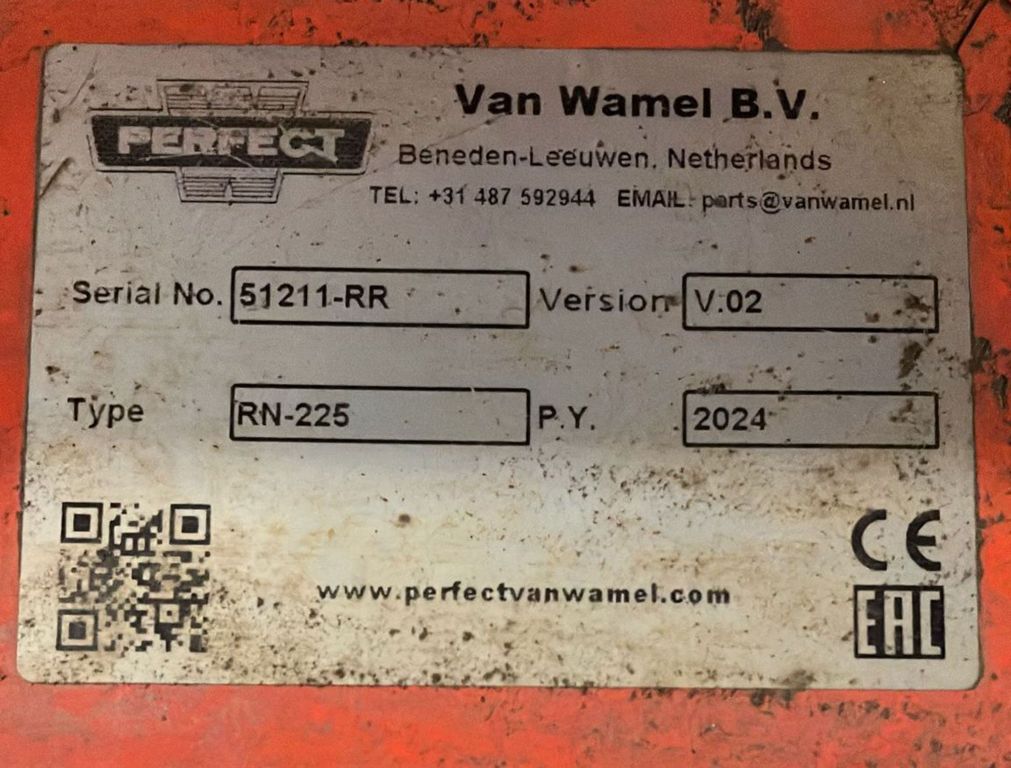 PERFECT
Van Wamel B.V.
Beneden-Leeuwen, Netherlands
TEL: +31 487 592944 EMAIL: parts@vanwamel.nl
Serial No. 51211-RR Version V.02
Type RN-225 P.Y. 2024
CE
www.perfectvanwamel.com
EAC